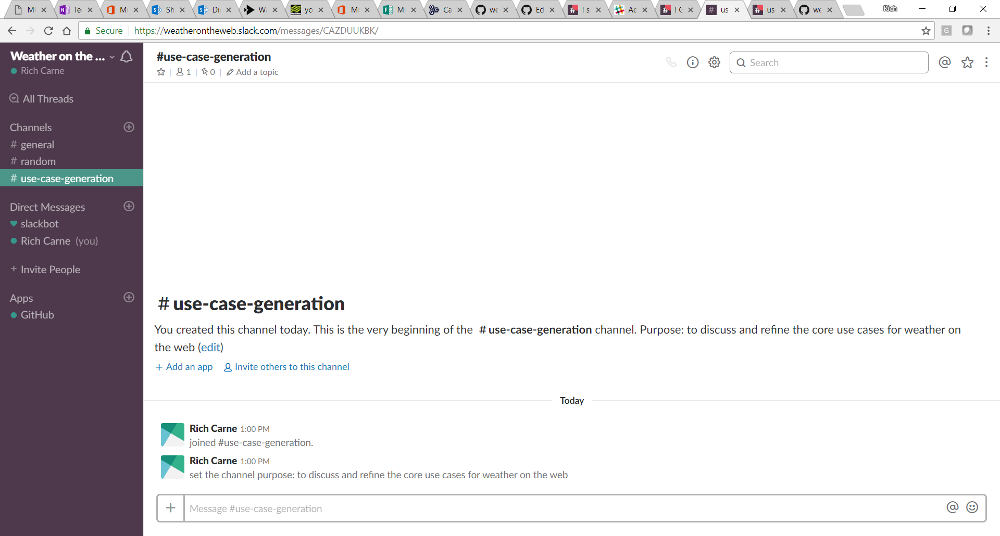 M Te Mi Sh Di Wa yo Mi Mi Ca we Ed ! s Ac ! G us us we Rich
Secure https://weatherontheweb.slack.com/messages/CAZDUUKBK/
Weather on the ...
Rich Carne
All Threads
Channels
# general
# random
# use-case-generation
Direct Messages
slackbot
Rich Carne (you)
+ Invite People
Apps
GitHub
#use-case-generation
1 | 0 | Add a topic
Search
# use-case-generation
You created this channel today. This is the very beginning of the # use-case-generation channel. Purpose: to discuss and refine the core use cases for weather on
the web (edit)
+ Add an app Invite others to this channel
Today
Rich Carne 1:00 PM
joined #use-case-generation.
Rich Carne 1:00 PM
set the channel purpose: to discuss and refine the core use cases for weather on the web
+ Message #use-case-generation